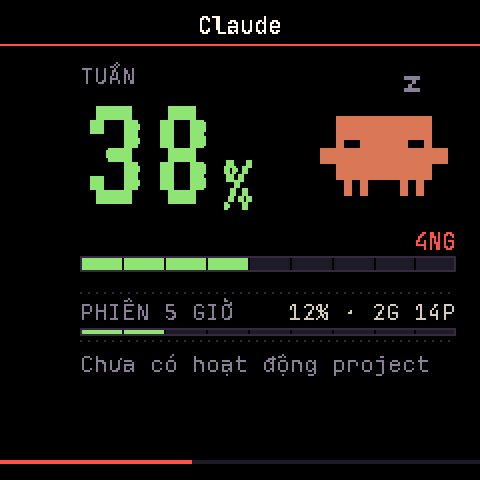 Claude
TUẦN
z
38%
4NG
PHIÊN 5 GIỜ 12% · 2G 14P
Chưa có hoạt động project